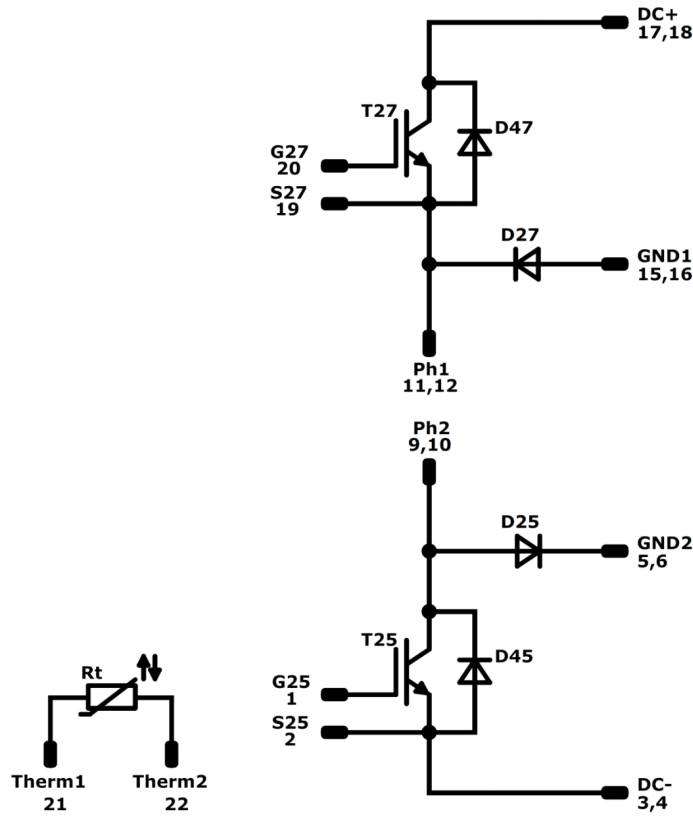 DC+
17,18
T27
D47
G27
20
S27
19
D27
GND1
15,16
Ph1
11,12
Ph2
9,10
D25
GND2
5,6
T25
D45
G25
1
S25
2
Rt
Therm1
21
Therm2
22
DC-
3,4